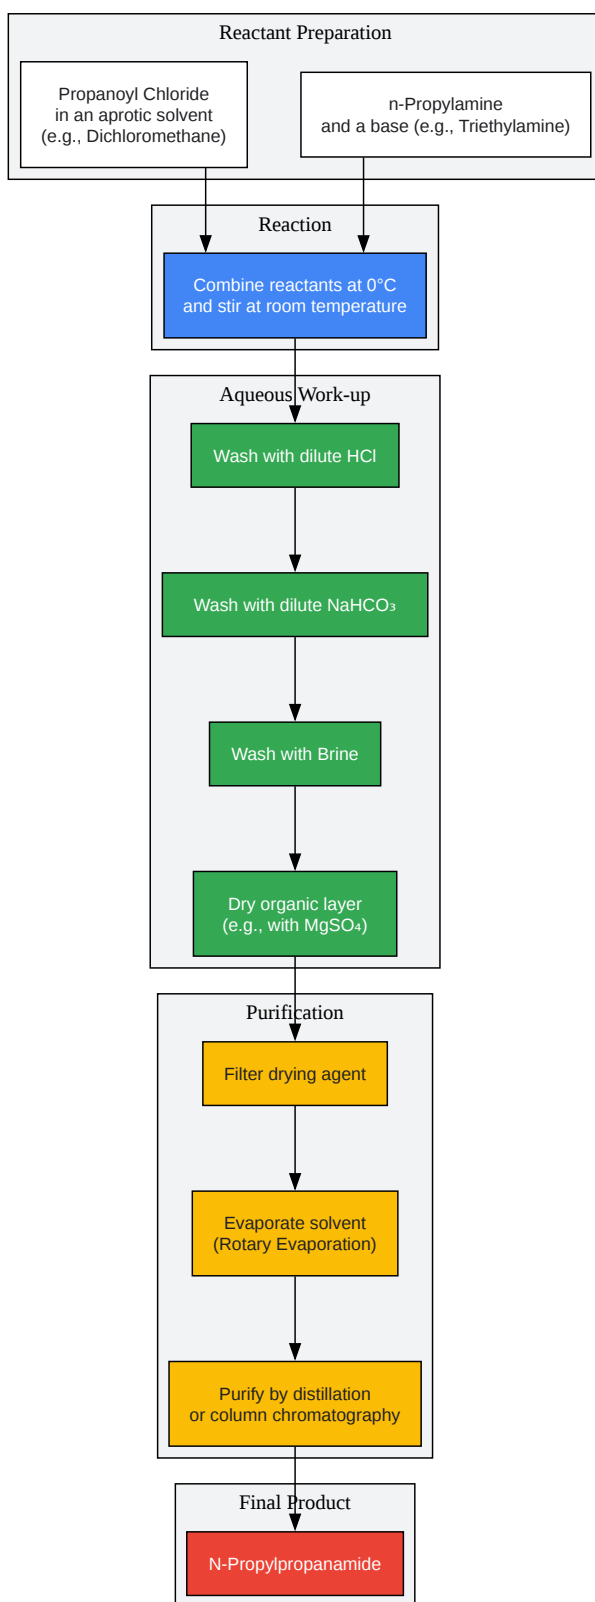 Reactant Preparation
Propanoyl Chloride
in an aprotic solvent
(e.g., Dichloromethane)
n-Propylamine
and a base (e.g., Triethylamine)
Reaction
Combine reactants at 0°C
and stir at room temperature
Aqueous Work-up
Wash with dilute HCl
Wash with dilute NaHCO₃
Wash with Brine
Dry organic layer
(e.g., with MgSO₄)
Purification
Filter drying agent
Evaporate solvent
(Rotary Evaporation)
Purify by distillation
or column chromatography
Final Product
N-Propylpropanamide